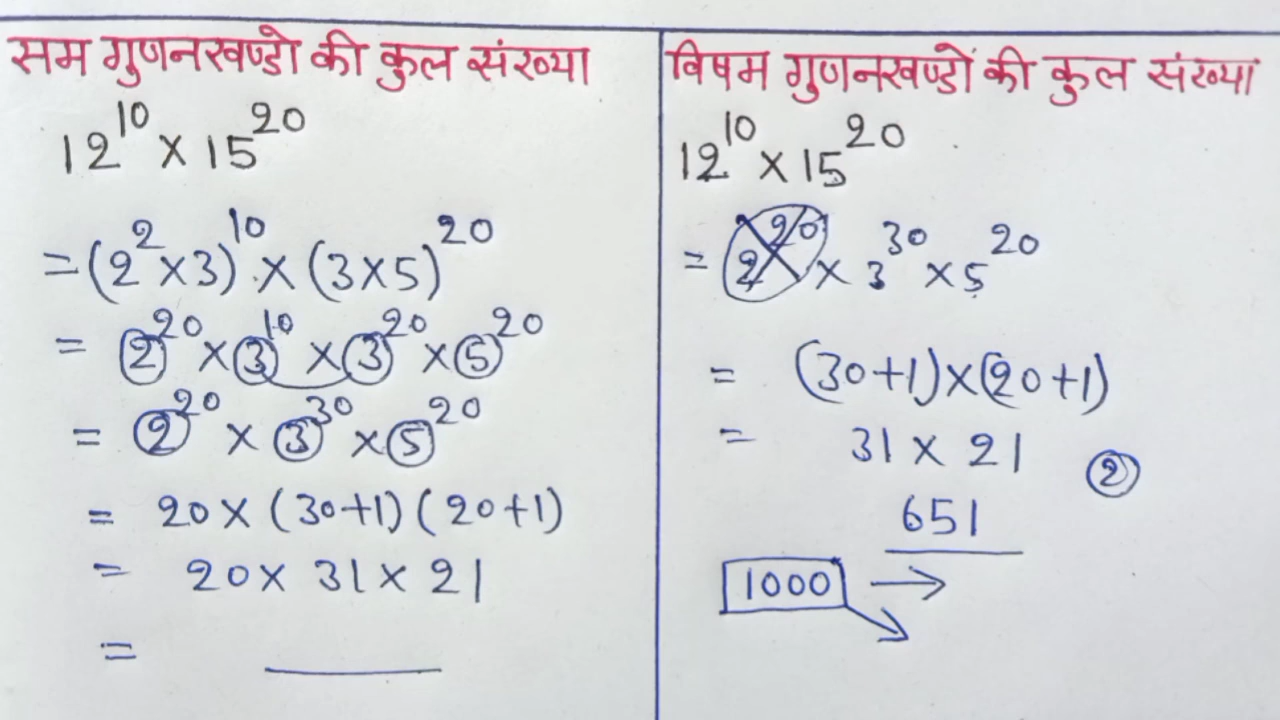 सम गुणनखण्डो की कुल संख्या
12^10 × 15^20
= (2^2 × 3)^10 × (3 × 5)^20
= 2^20 × 3^10 × 3^20 × 5^20
= 2^20 × 3^30 × 5^20
= 20 × (30+1) (20+1)
= 20 × 31 × 21
=
विषम गुणनखण्डों की कुल संख्या
12^10 × 15^20
= 2^20 × 3^30 × 5^20
= (30+1) × (20+1)
= 31 × 21
2
651
1000 →